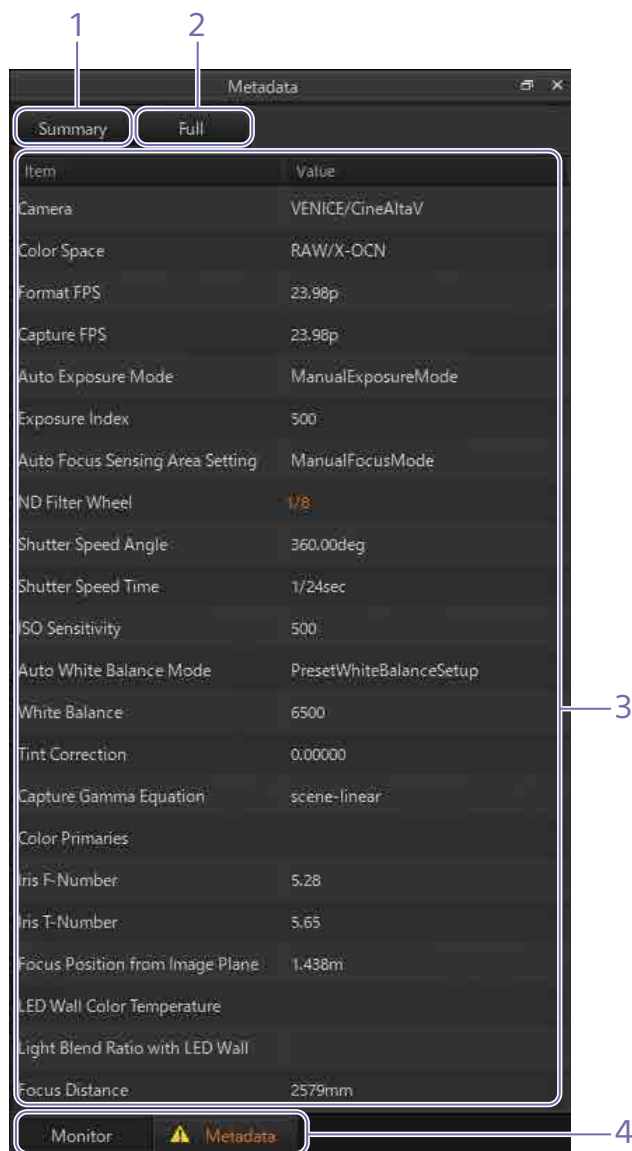 1 2
Metadata
Summary Full
Item Value
Camera VENICE/CineAltaV
Color Space RAW/X-OCN
Format FPS 23.98p
Capture FPS 23.98p
Auto Exposure Mode ManualExposureMode
Exposure Index 500
Auto Focus Sensing Area Setting ManualFocusMode
ND Filter Wheel 1/8
Shutter Speed Angle 360.00deg
Shutter Speed Time 1/24sec
ISO Sensitivity 500
Auto White Balance Mode PresetWhiteBalanceSetup
White Balance 6500
3
Tint Correction 0.00000
Capture Gamma Equation scene-linear
Color Primaries
Iris F-Number 5.28
Iris T-Number 5.65
Focus Position from Image Plane 1.438m
LED Wall Color Temperature
Light Blend Ratio with LED Wall
Focus Distance 2579mm
Monitor Metadata
4